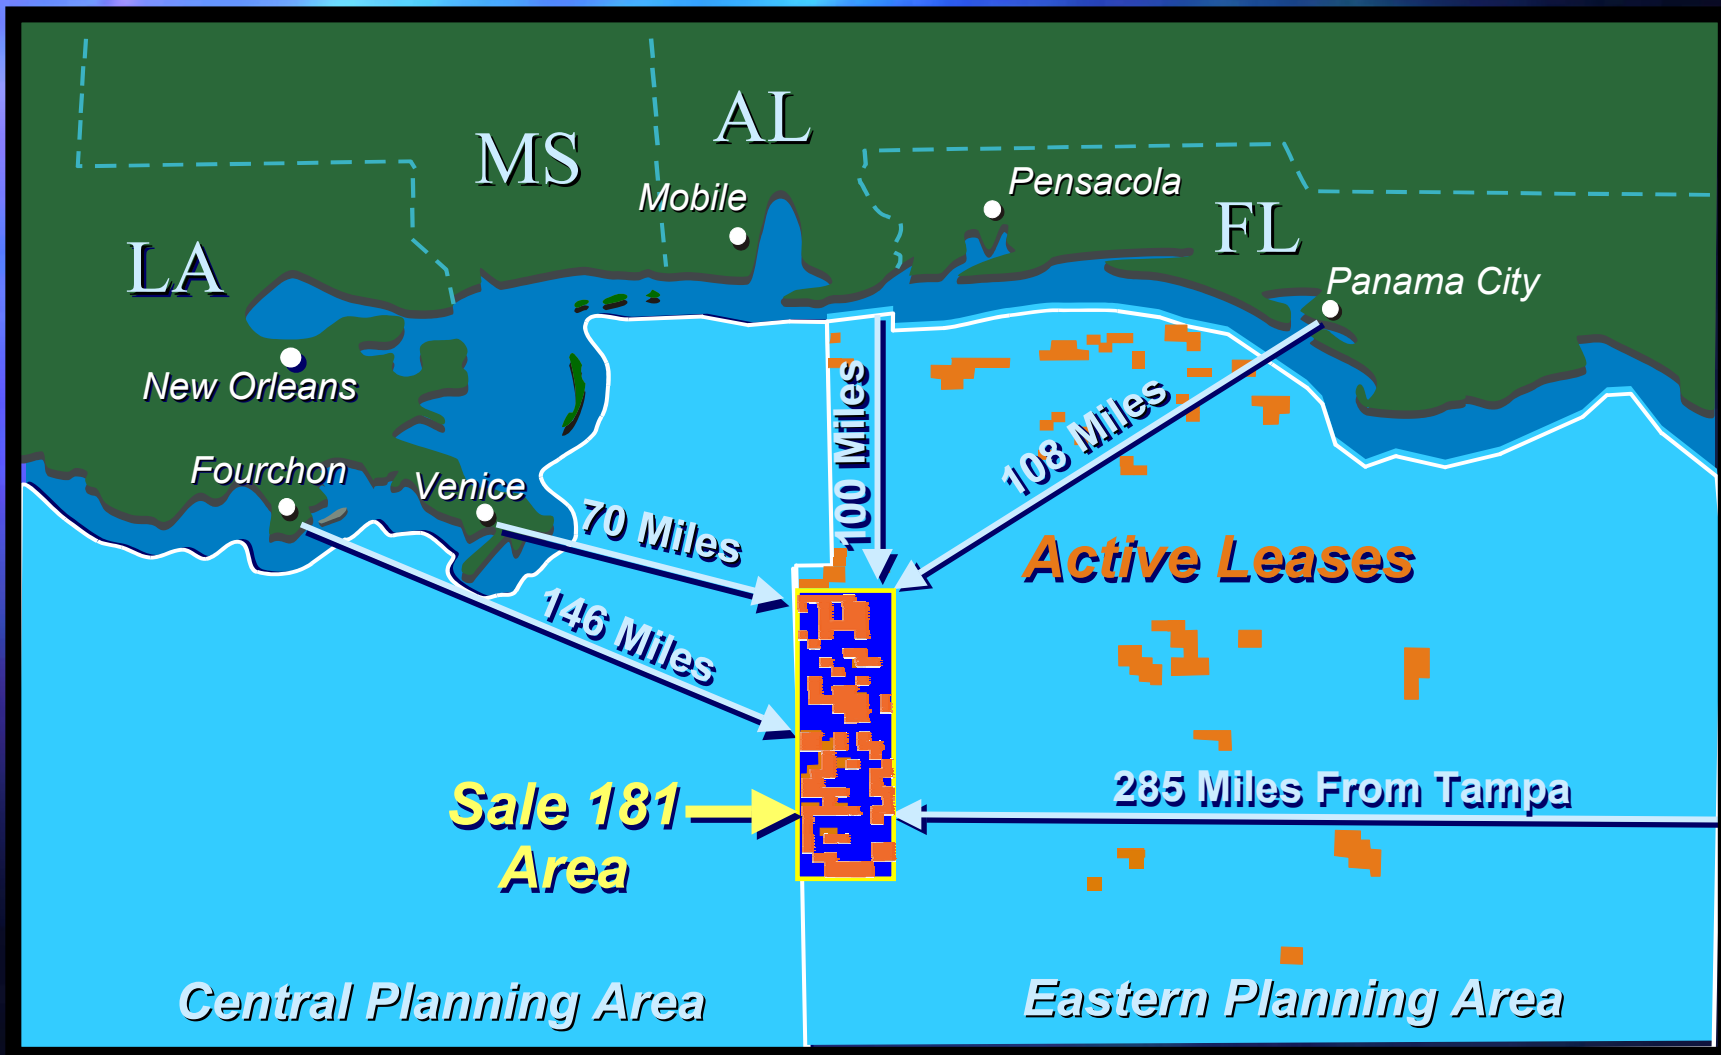 AL
MS
Pensacola
Mobile
FL
LA
Panama City
New Orleans
Fourchon
Venice
70 Miles
100 Miles
108 Miles
146 Miles
Active Leases
Sale 181
Area
285 Miles From Tampa
Central Planning Area
Eastern Planning Area